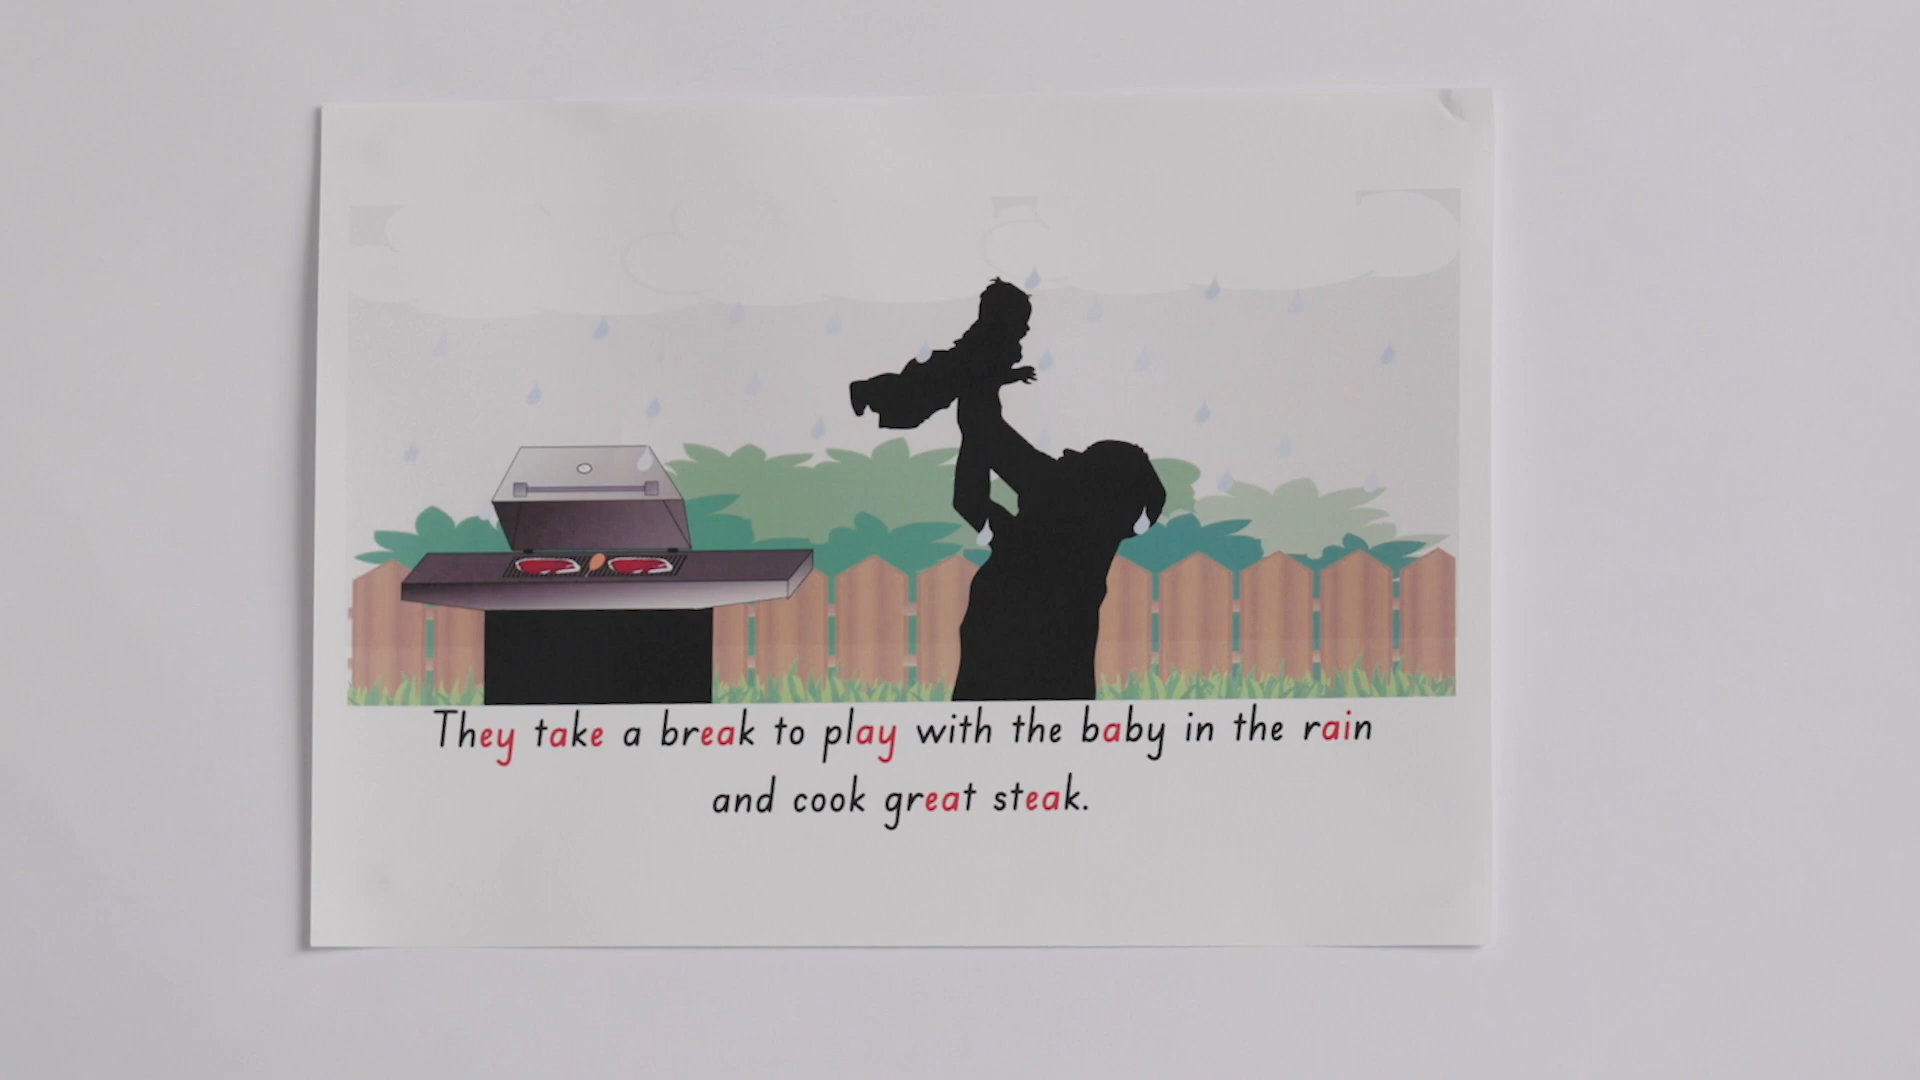 They take a break to play with the baby in the rain
and cook great steak.